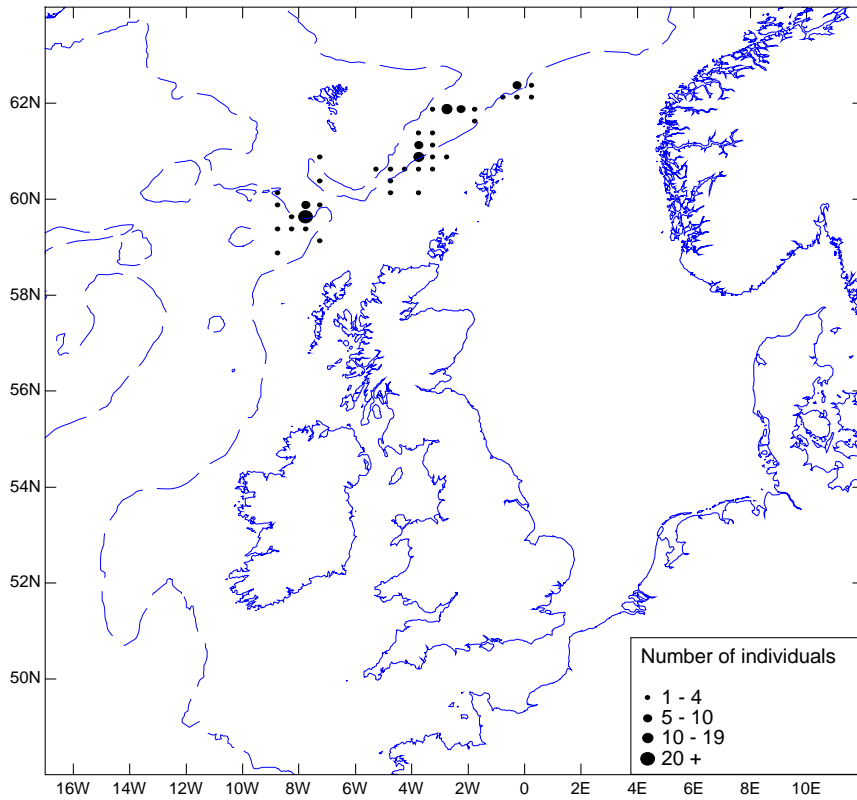 62N
60N
58N
56N
54N
52N
50N
Number of individuals
1 - 4
5 - 10
10 - 19
20 +
16W 14W 12W 10W 8W 6W 4W 2W 0 2E 4E 6E 8E 10E